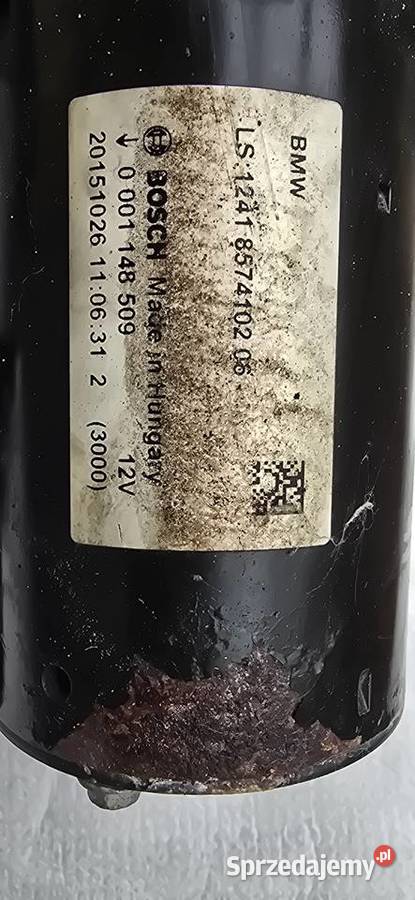 BMW
LS 1241 8574102 06
BOSCH Made in Hungary
0 001 148 509 12V
20151026 11:06:31 2 (3000)
Sprzedajemy.pl